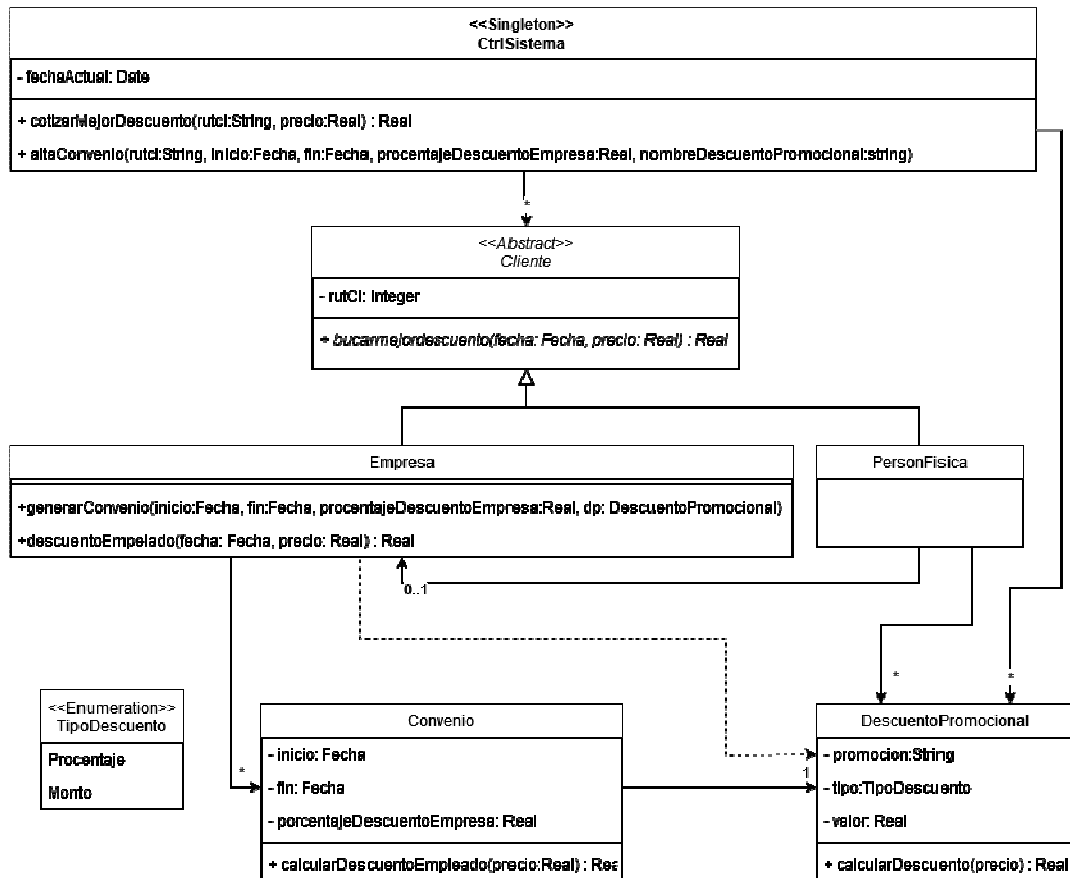 <<Singleton>>
CtrlSistema
- fechaActual: Date
+ cotizarMejorDescuento(rutci:String, precio:Real) : Real
+ altaConvenio(rutci:String, inicio:Fecha, fin:Fecha, procentajeDescuentoEmpresa:Real, nombreDescuentoPromocional:string)
*
<<Abstract>>
Cliente
- rutCI: Integer
+ bucarmejordescuento(fecha: Fecha, precio: Real) : Real
Empresa
+generarConvenio(inicio:Fecha, fin:Fecha, procentajeDescuentoEmpresa:Real, dp: DescuentoPromocional)
+descuentoEmpelado(fecha: Fecha, precio: Real) : Real
PersonFisica
0..1
*
*
<<Enumeration>>
TipoDescuento
Procentaje
Monto
*
Convenio
- inicio: Fecha
- fin: Fecha
- porcentajeDescuentoEmpresa: Real
+ calcularDescuentoEmpleado(precio:Real) : Rea
1
DescuentoPromocional
- promocion:String
- tipo:TipoDescuento
- valor: Real
+ calcularDescuento(precio) : Real